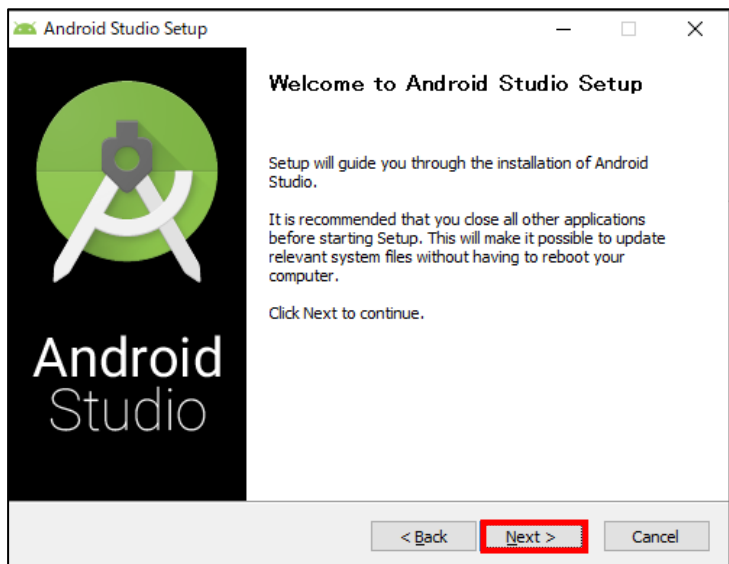 Android Studio Setup
Welcome to Android Studio Setup
Setup will guide you through the installation of Android
Studio.
It is recommended that you close all other applications
before starting Setup. This will make it possible to update
relevant system files without having to reboot your
computer.
Click Next to continue.
Android
Studio
< Back
Next >
Cancel